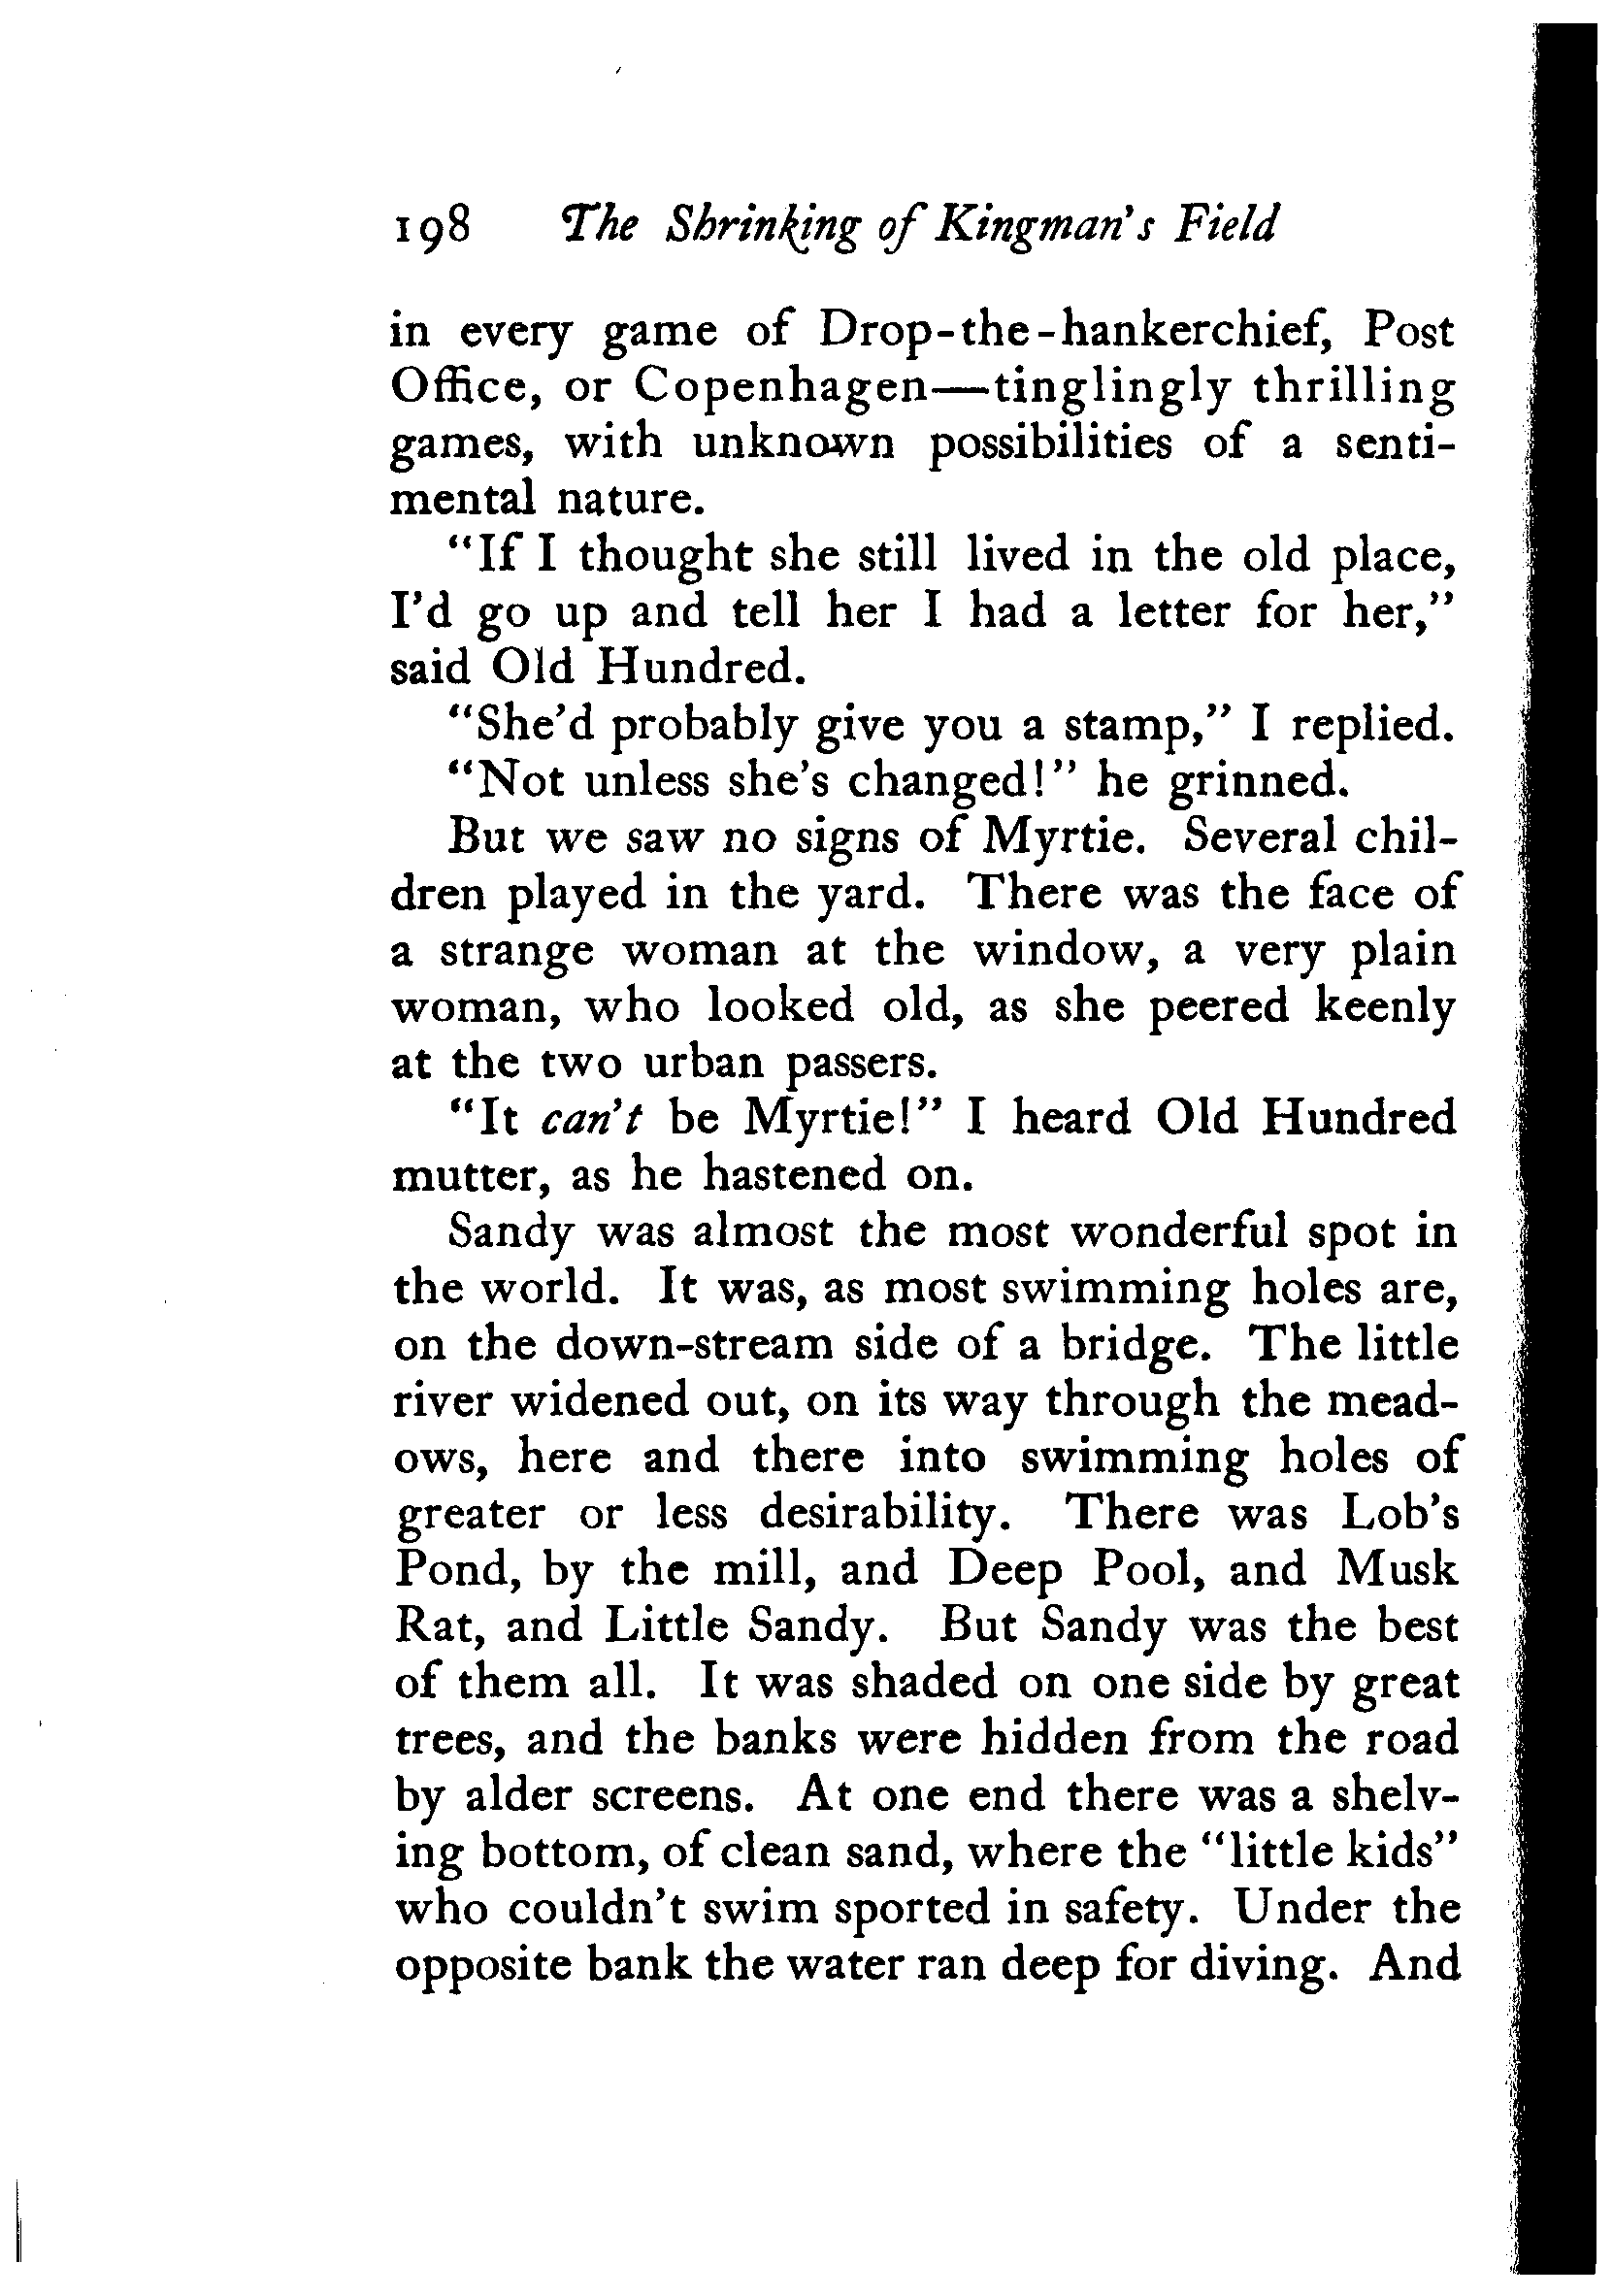 198 The Shrinking of Kingman's Field
in every game of Drop-the-hankerchief, Post
Office, or Copenhagen—tinglingly thrilling
games, with unknown possibilities of a senti-
mental nature.
"If I thought she still lived in the old place,
I'd go up and tell her I had a letter for her,"
said Old Hundred.
"She'd probably give you a stamp," I replied.
"Not unless she's changed!" he grinned.
But we saw no signs of Myrtie. Several chil-
dren played in the yard. There was the face of
a strange woman at the window, a very plain
woman, who looked old, as she peered keenly
at the two urban passers.
"It can't be Myrtie!" I heard Old Hundred
mutter, as he hastened on.
Sandy was almost the most wonderful spot in
the world. It was, as most swimming holes are,
on the down-stream side of a bridge. The little
river widened out, on its way through the mead-
ows, here and there into swimming holes of
greater or less desirability. There was Lob's
Pond, by the mill, and Deep Pool, and Musk
Rat, and Little Sandy. But Sandy was the best
of them all. It was shaded on one side by great
trees, and the banks were hidden from the road
by alder screens. At one end there was a shelv-
ing bottom, of clean sand, where the "little kids"
who couldn't swim sported in safety. Under the
opposite bank the water ran deep for diving. And